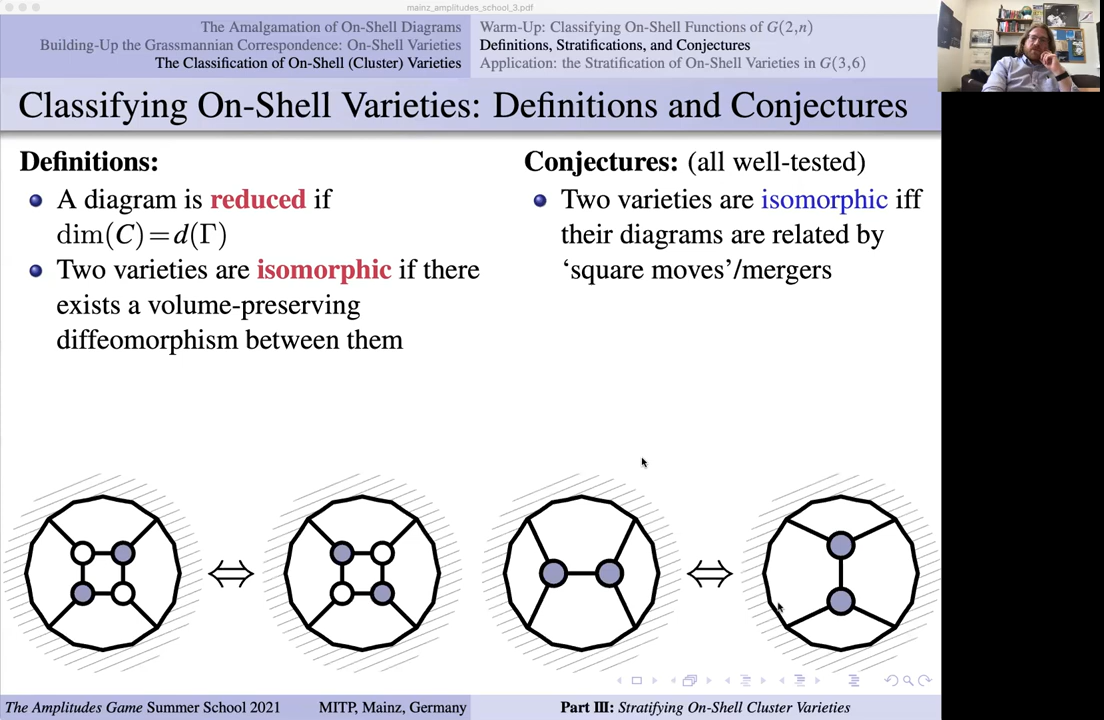 mainz_amplitudes_school_3.pdf
The Amalgamation of On-Shell Diagrams
Building-Up the Grassmannian Correspondence: On-Shell Varieties
The Classification of On-Shell (Cluster) Varieties
Warm-Up: Classifying On-Shell Functions of G(2,n)
Definitions, Stratifications, and Conjectures
Application: the Stratification of On-Shell Varieties in G(3,6)
Classifying On-Shell Varieties: Definitions and Conjectures
Definitions:
A diagram is reduced if
dim(C)=d(Γ)
Two varieties are isomorphic if there
exists a volume-preserving
diffeomorphism between them
Conjectures: (all well-tested)
Two varieties are isomorphic iff
their diagrams are related by
‘square moves’/mergers
The Amplitudes Game Summer School 2021
MITP, Mainz, Germany
Part III: Stratifying On-Shell Cluster Varieties